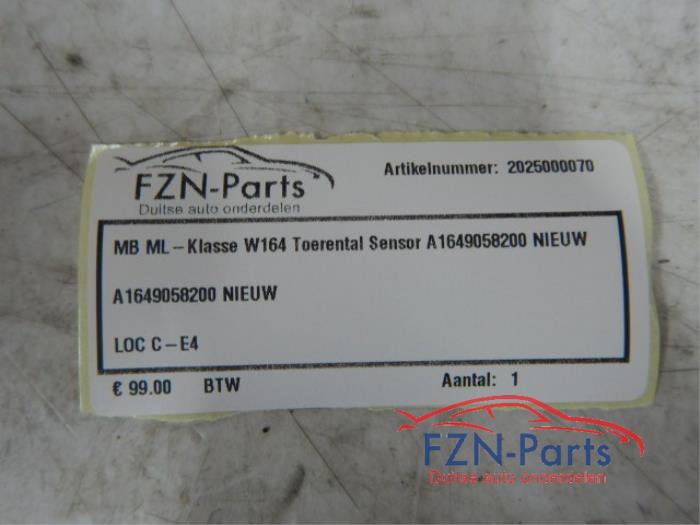 FZN-Parts
Duitse auto onderdelen
Artikelnummer: 2025000070
MB ML-Klasse W164 Toerental Sensor A1649058200 NIEUW
A1649058200 NIEUW
LOC C-E4
€ 99.00 BTW Aantal: 1
FZN-Parts
Duitse auto onderdelen